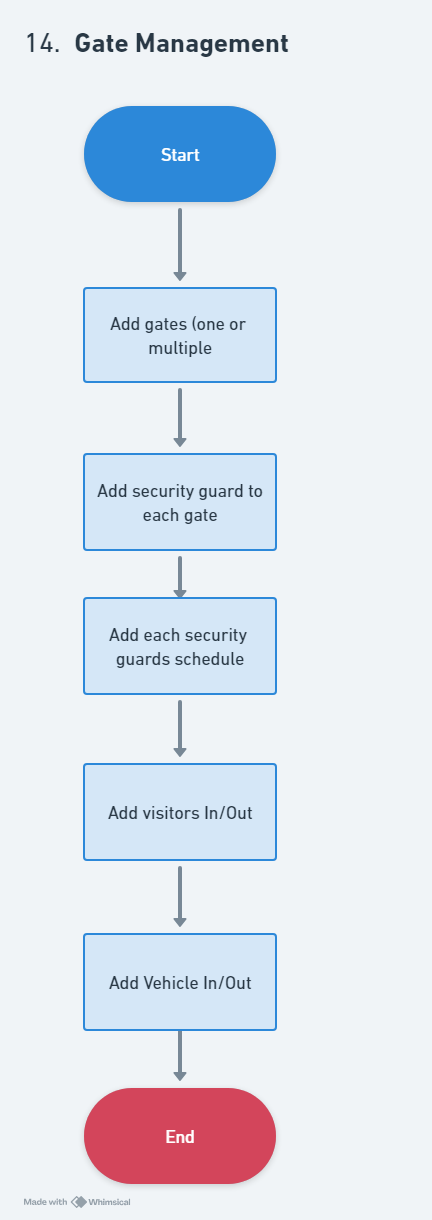 14. Gate Management
Start
Add gates (one or
multiple
Add security guard to
each gate
Add each security
guards schedule
Add visitors In/Out
Add Vehicle In/Out
End
Made with Whimsical